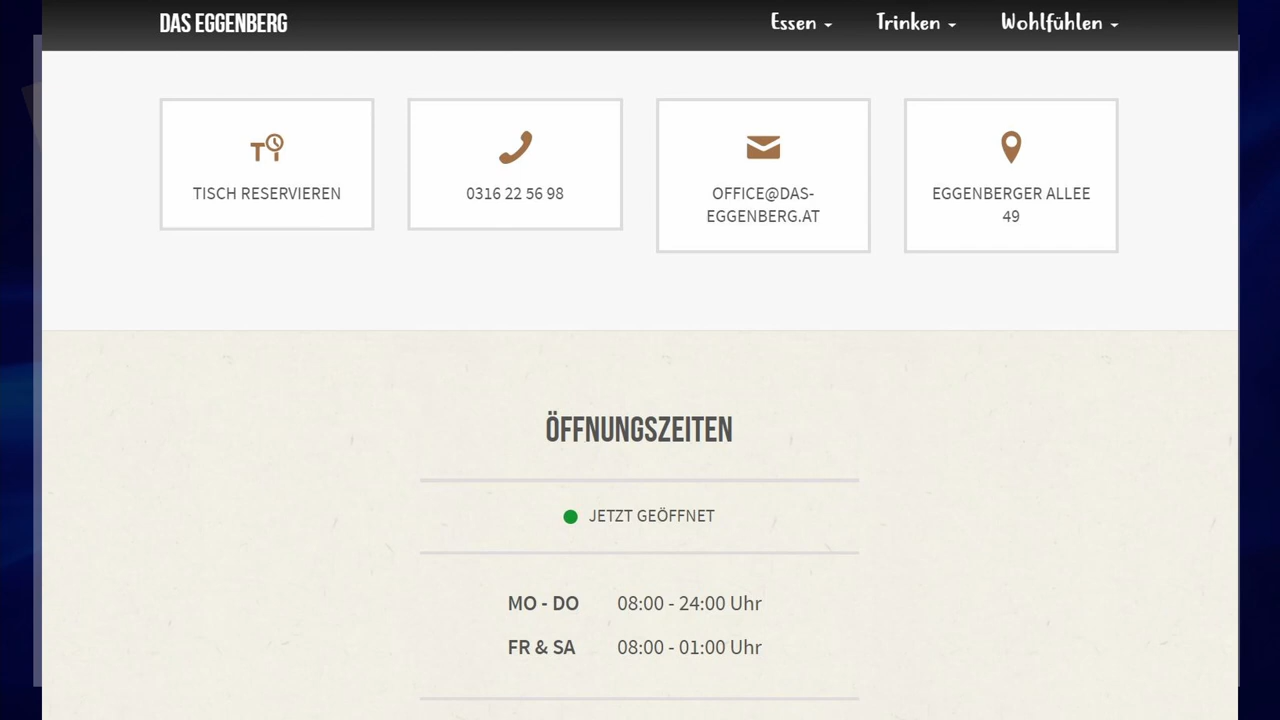 DAS EGGENBERG
Essen
Trinken
Wohlfühlen
TISCH RESERVIEREN
0316 22 56 98
OFFICE@DAS-
EGGENBERG.AT
EGGENBERGER ALLEE
49
ÖFFNUNGSZEITEN
JETZT GEÖFFNET
MO - DO 08:00 - 24:00 Uhr
FR & SA 08:00 - 01:00 Uhr